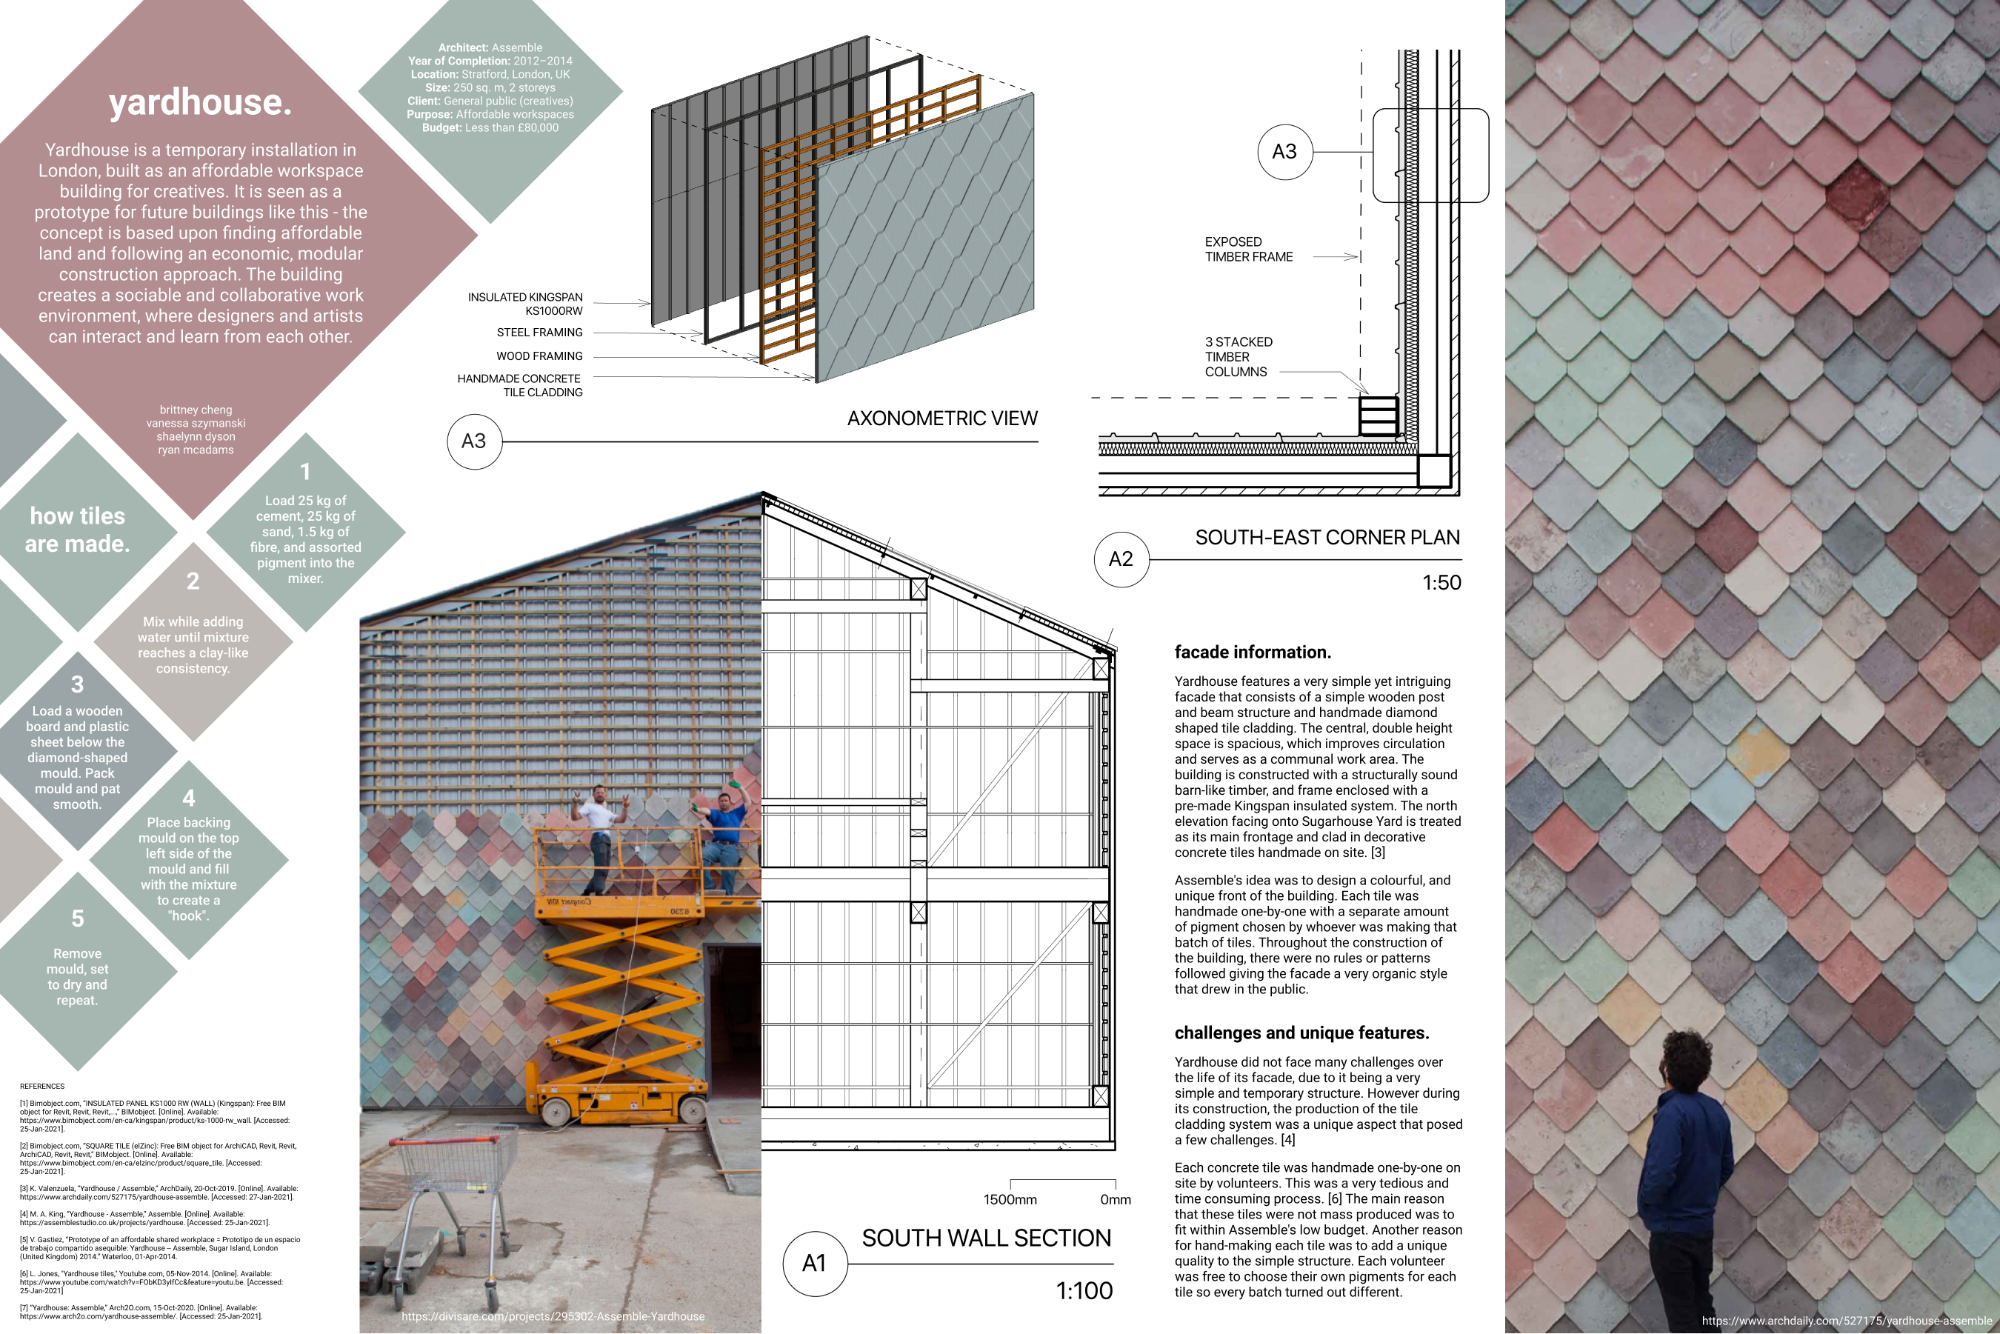 yardhouse.
Yardhouse is a temporary installation in
London, built as an affordable workspace
building for creatives. It is seen as a
prototype for future buildings like this - the
concept is based upon finding affordable
land and following an economic, modular
construction approach. The building
creates a sociable and collaborative work
environment, where designers and artists
can interact and learn from each other.
brittney cheng
vanessa szymanski
shaelynn dyson
ryan mcadams
Architect: Assemble
Year of Completion: 2012–2014
Location: Stratford, London, UK
Size: 250 sq. m, 2 storeys
Client: General public (creatives)
Purpose: Affordable workspaces
Budget: Less than £80,000
how tiles
are made.
1
Load 25 kg of
cement, 25 kg of
sand, 1.5 kg of
fibre, and assorted
pigment into the
mixer.
2
Mix while adding
water until mixture
reaches a clay-like
consistency.
3
Load a wooden
board and plastic
sheet below the
diamond-shaped
mould. Pack
mould and pat
smooth.
4
Place backing
mould on the top
left side of the
mould and fill
with the mixture
to create a
"hook".
5
Remove
mould, set
to dry and
repeat.
REFERENCES
[1] Bimobject.com, "INSULATED PANEL KS1000 RW (WALL) (Kingspan): Free BIM
object for Revit, Revit, Revit,...," BIMobject. [Online]. Available:
https://www.bimobject.com/en-ca/kingspan/product/ks-1000-rw_wall. [Accessed:
25-Jan-2021].
[2] Bimobject.com, "SQUARE TILE (elZinc): Free BIM object for ArchiCAD, Revit, Revit,
ArchiCAD, Revit, Revit," BIMobject. [Online]. Available:
https://www.bimobject.com/en-ca/elzinc/product/square_tile. [Accessed:
25-Jan-2021].
[3] K. Valenzuela, "Yardhouse / Assemble," ArchDaily, 20-Oct-2019. [Online]. Available:
https://www.archdaily.com/527175/yardhouse-assemble. [Accessed: 27-Jan-2021].
[4] M. A. King, "Yardhouse - Assemble," Assemble. [Online]. Available:
https://assemblestudio.co.uk/projects/yardhouse. [Accessed: 25-Jan-2021].
[5] V. Gastiez, "Prototype of an affordable shared workplace = Prototipo de un espacio
de trabajo compartido asequible: Yardhouse – Assemble, Sugar Island, London
(United Kingdom) 2014." Waterloo, 01-Apr-2014.
[6] L. Jones, "Yardhouse tiles," Youtube.com, 05-Nov-2014. [Online]. Available:
https://www.youtube.com/watch?v=FObKD3ylfCc&feature=youtu.be. [Accessed:
25-Jan-2021]
[7] "Yardhouse: Assemble," Arch2O.com, 15-Oct-2020. [Online]. Available:
https://www.arch2o.com/yardhouse-assemble/. [Accessed: 25-Jan-2021].
INSULATED KINGSPAN
KS1000RW
STEEL FRAMING
WOOD FRAMING
HANDMADE CONCRETE
TILE CLADDING
A3
AXONOMETRIC VIEW
A3
EXPOSED
TIMBER FRAME
3 STACKED
TIMBER
COLUMNS
A2
SOUTH-EAST CORNER PLAN
1:50
https://divisare.com/projects/295302-Assemble-Yardhouse
1500mm
0mm
A1
SOUTH WALL SECTION
1:100
facade information.
Yardhouse features a very simple yet intriguing
facade that consists of a simple wooden post
and beam structure and handmade diamond
shaped tile cladding. The central, double height
space is spacious, which improves circulation
and serves as a communal work area. The
building is constructed with a structurally sound
barn-like timber, and frame enclosed with a
pre-made Kingspan insulated system. The north
elevation facing onto Sugarhouse Yard is treated
as its main frontage and clad in decorative
concrete tiles handmade on site. [3]
Assemble's idea was to design a colourful, and
unique front of the building. Each tile was
handmade one-by-one with a separate amount
of pigment chosen by whoever was making that
batch of tiles. Throughout the construction of
the building, there were no rules or patterns
followed giving the facade a very organic style
that drew in the public.
challenges and unique features.
Yardhouse did not face many challenges over
the life of its facade, due to it being a very
simple and temporary structure. However during
its construction, the production of the tile
cladding system was a unique aspect that posed
a few challenges. [4]
Each concrete tile was handmade one-by-one on
site by volunteers. This was a very tedious and
time consuming process. [6] The main reason
that these tiles were not mass produced was to
fit within Assemble's low budget. Another reason
for hand-making each tile was to add a unique
quality to the simple structure. Each volunteer
was free to choose their own pigments for each
tile so every batch turned out different.
https://www.archdaily.com/527175/yardhouse-assemble